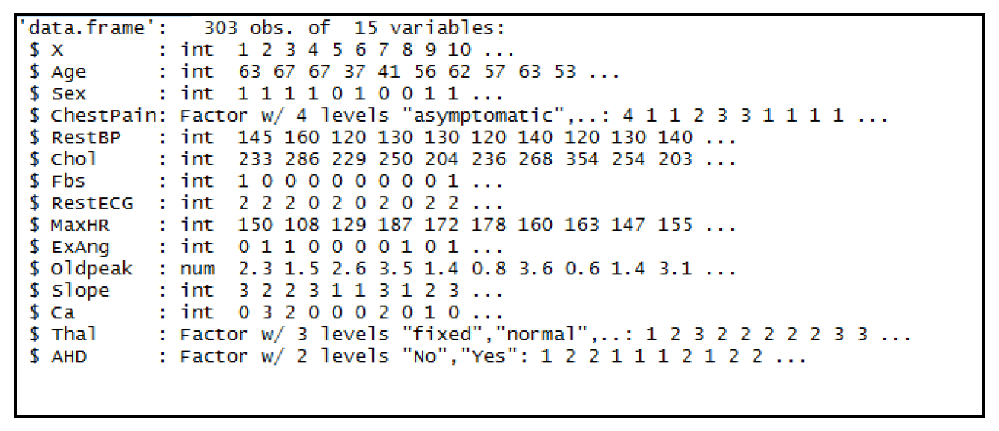 'data.frame':   303 obs. of  15 variables:
 $ X        : int  1 2 3 4 5 6 7 8 9 10 ...
 $ Age      : int  63 67 67 37 41 56 62 57 63 53 ...
 $ Sex      : int  1 1 1 1 0 1 0 0 1 1 ...
 $ ChestPain: Factor w/ 4 levels "asymptomatic",..: 4 1 1 2 3 3 1 1 1 1 ...
 $ RestBP   : int  145 160 120 130 130 120 140 120 130 140 ...
 $ Chol     : int  233 286 229 250 204 236 268 354 254 203 ...
 $ Fbs      : int  1 0 0 0 0 0 0 0 0 1 ...
 $ RestECG  : int  2 2 2 0 2 0 2 0 2 2 ...
 $ MaxHR    : int  150 108 129 187 172 178 160 163 147 155 ...
 $ ExAng    : int  0 1 1 0 0 0 0 1 0 1 ...
 $ Oldpeak  : num  2.3 1.5 2.6 3.5 1.4 0.8 3.6 0.6 1.4 3.1 ...
 $ Slope    : int  3 2 2 3 1 1 3 1 2 3 ...
 $ Ca       : int  0 3 2 0 0 0 2 0 1 0 ...
 $ Thal     : Factor w/ 3 levels "fixed","normal",..: 1 2 3 2 2 2 2 2 3 3 ...
 $ AHD      : Factor w/ 2 levels "No","Yes": 1 2 2 1 1 1 2 1 2 2 ...